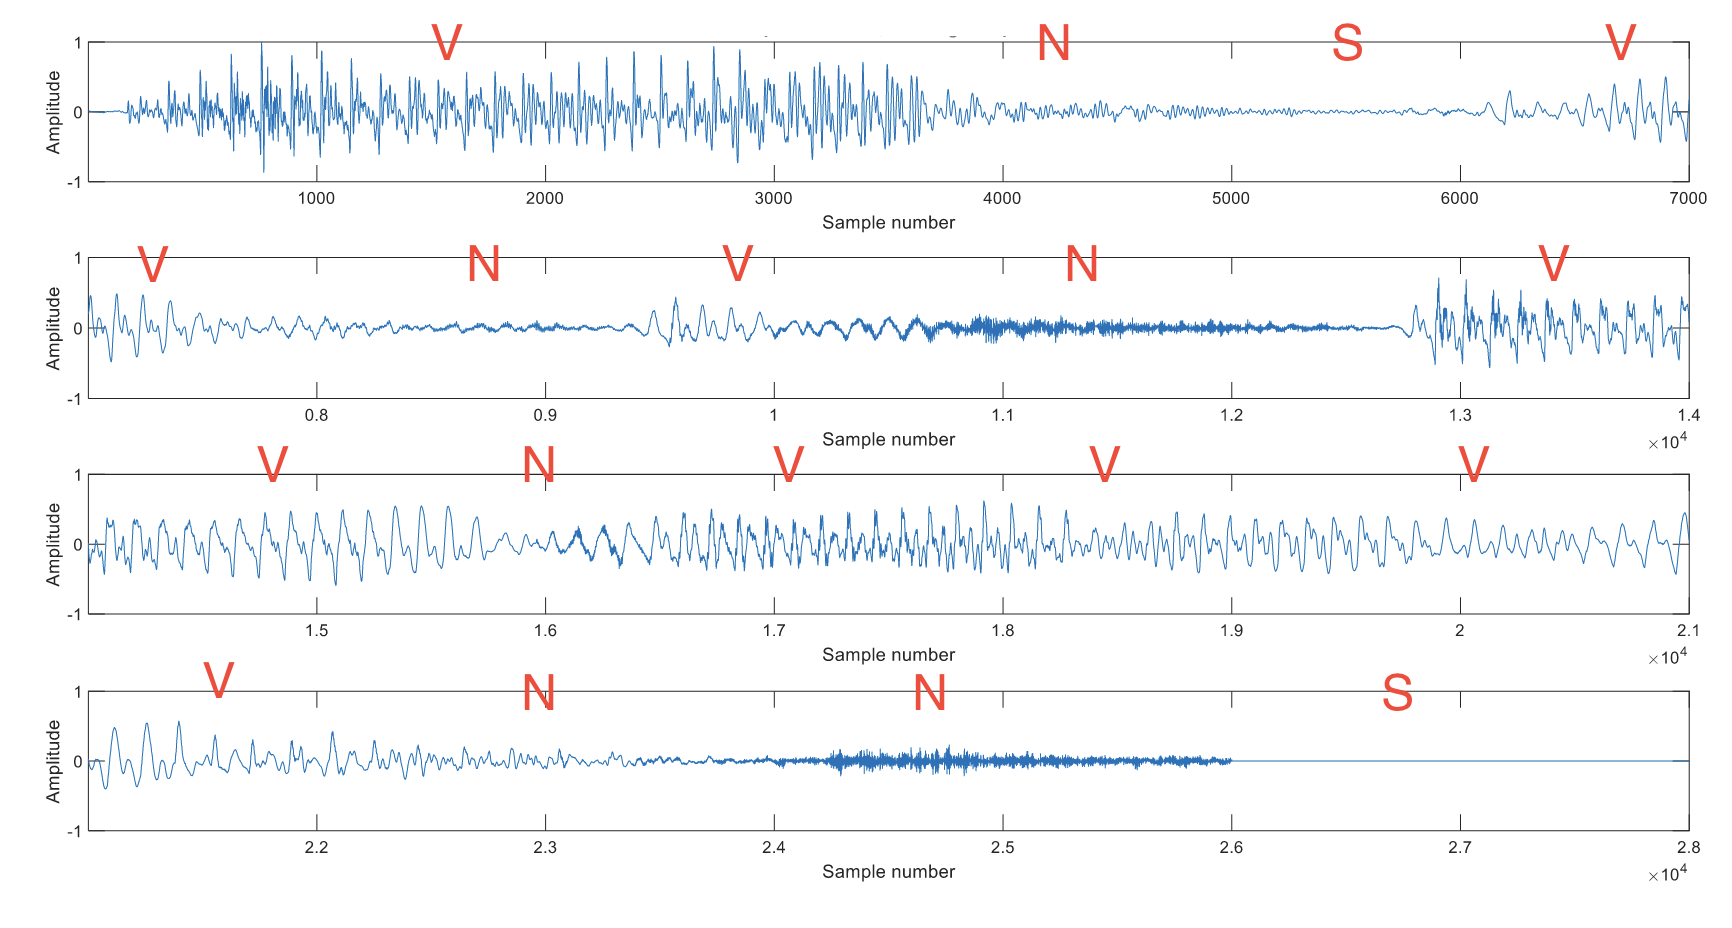 V N S V
1
0
-1
Amplitude
1000 2000 3000 4000 5000 6000 7000
Sample number
V N V N V
1
0
-1
Amplitude
0.8 0.9 1 1.1 1.2 1.3 1.4
Sample number
×10^4
V N V V V
1
0
-1
Amplitude
1.5 1.6 1.7 1.8 1.9 2 2.1
Sample number
×10^4
V N N S
1
0
-1
Amplitude
2.2 2.3 2.4 2.5 2.6 2.7 2.8
Sample number
×10^4